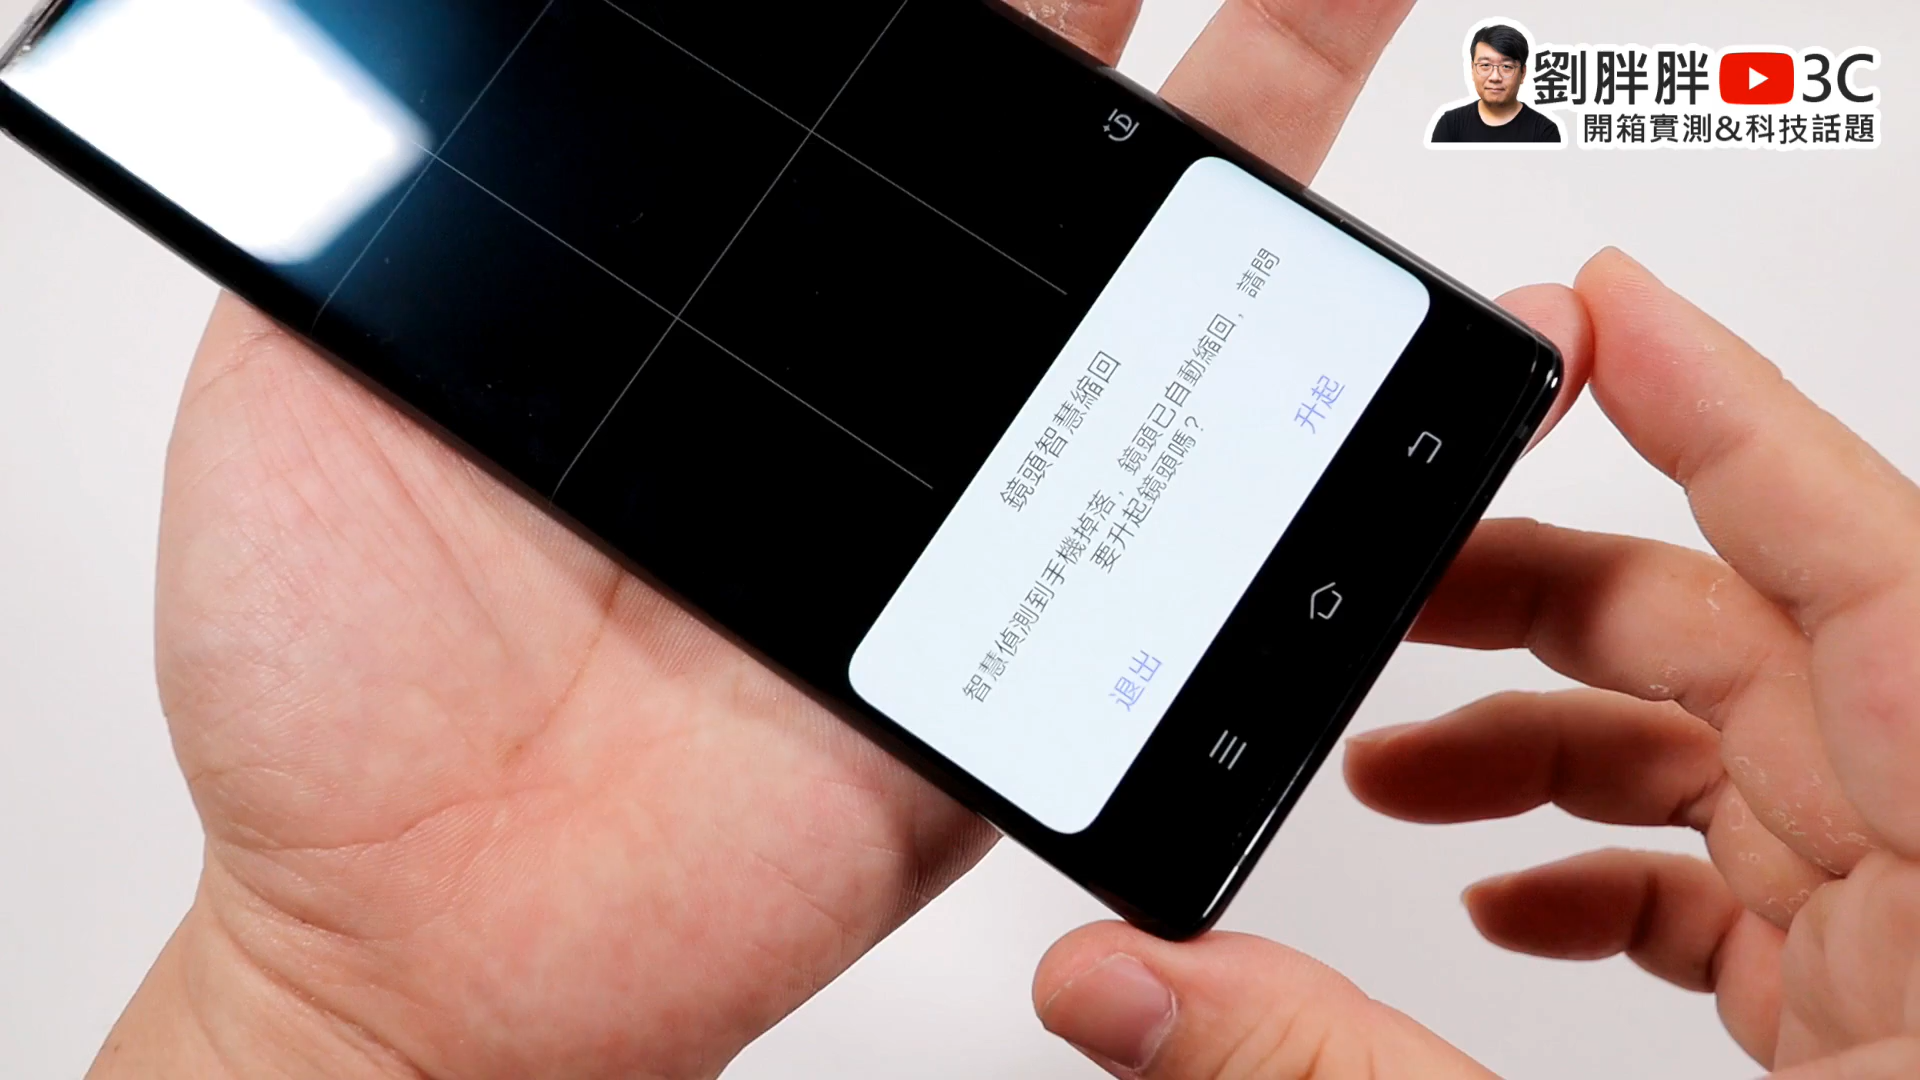 劉胖胖3C
開箱實測&科技話題
鏡頭智慧縮回
智慧偵測到手機掉落，鏡頭已自動縮回，請問
要升起鏡頭嗎？
退出 升起